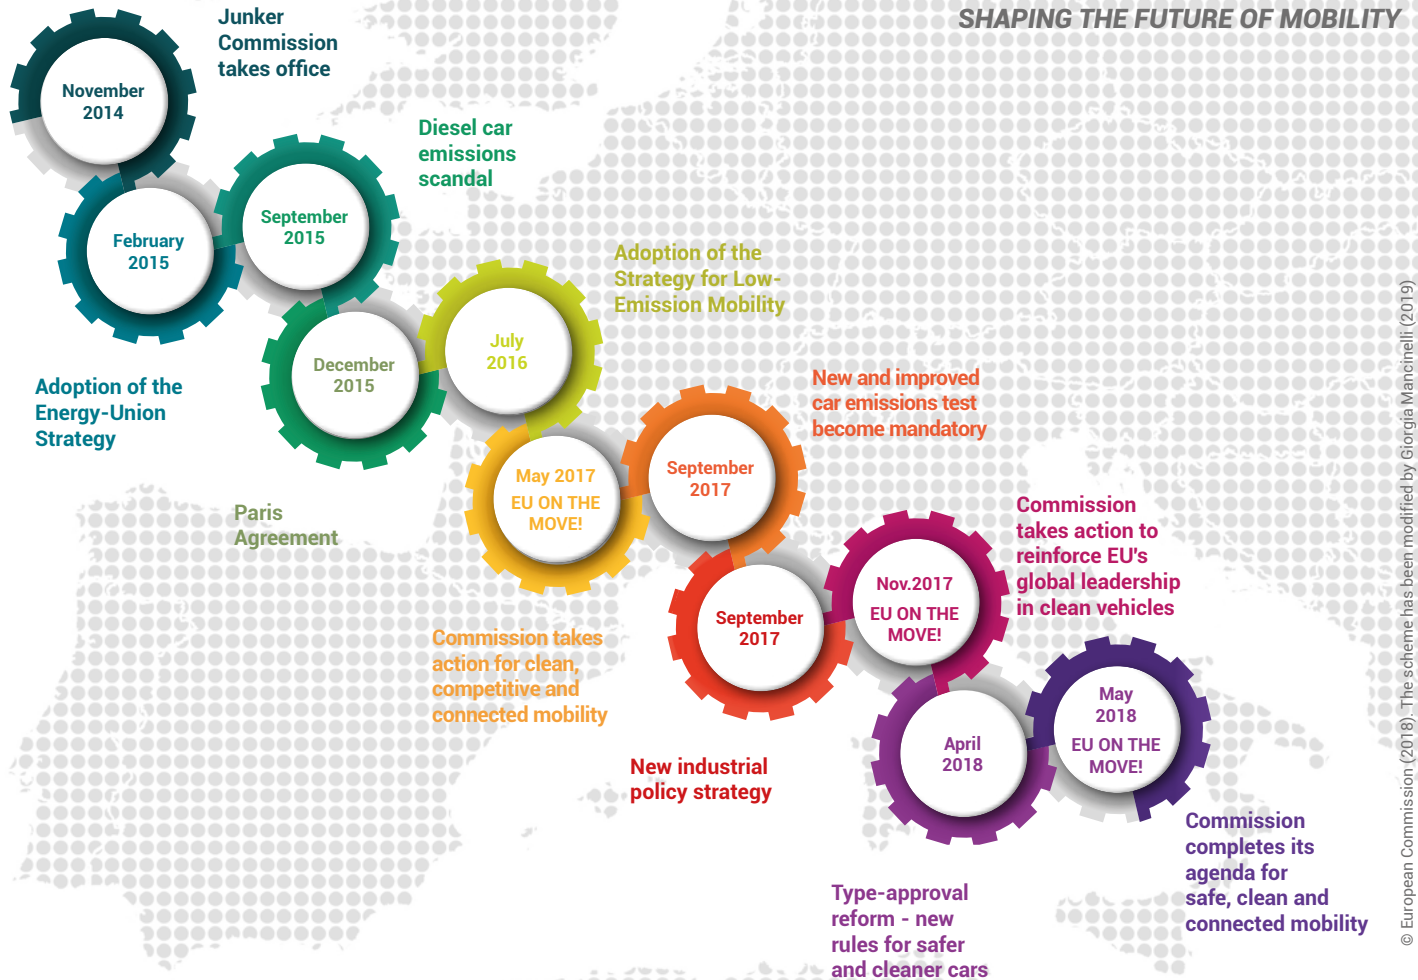 SHAPING THE FUTURE OF MOBILITY
November
2014
Junker
Commission
takes office
February
2015
Adoption of the
Energy-Union
Strategy
September
2015
Diesel car
emissions
scandal
December
2015
Paris
Agreement
July
2016
Adoption of the
Strategy for Low-
Emission Mobility
May 2017
EU ON THE
MOVE!
Commission takes
action for clean,
competitive and
connected mobility
September
2017
New and improved
car emissions test
become mandatory
September
2017
New industrial
policy strategy
Nov.2017
EU ON THE
MOVE!
Commission
takes action to
reinforce EU's
global leadership
in clean vehicles
April
2018
Type-approval
reform - new
rules for safer
and cleaner cars
May
2018
EU ON THE
MOVE!
Commission
completes its
agenda for
safe, clean and
connected mobility
© European Commission (2018). The scheme has been modified by Giorgia Mancinelli (2019)